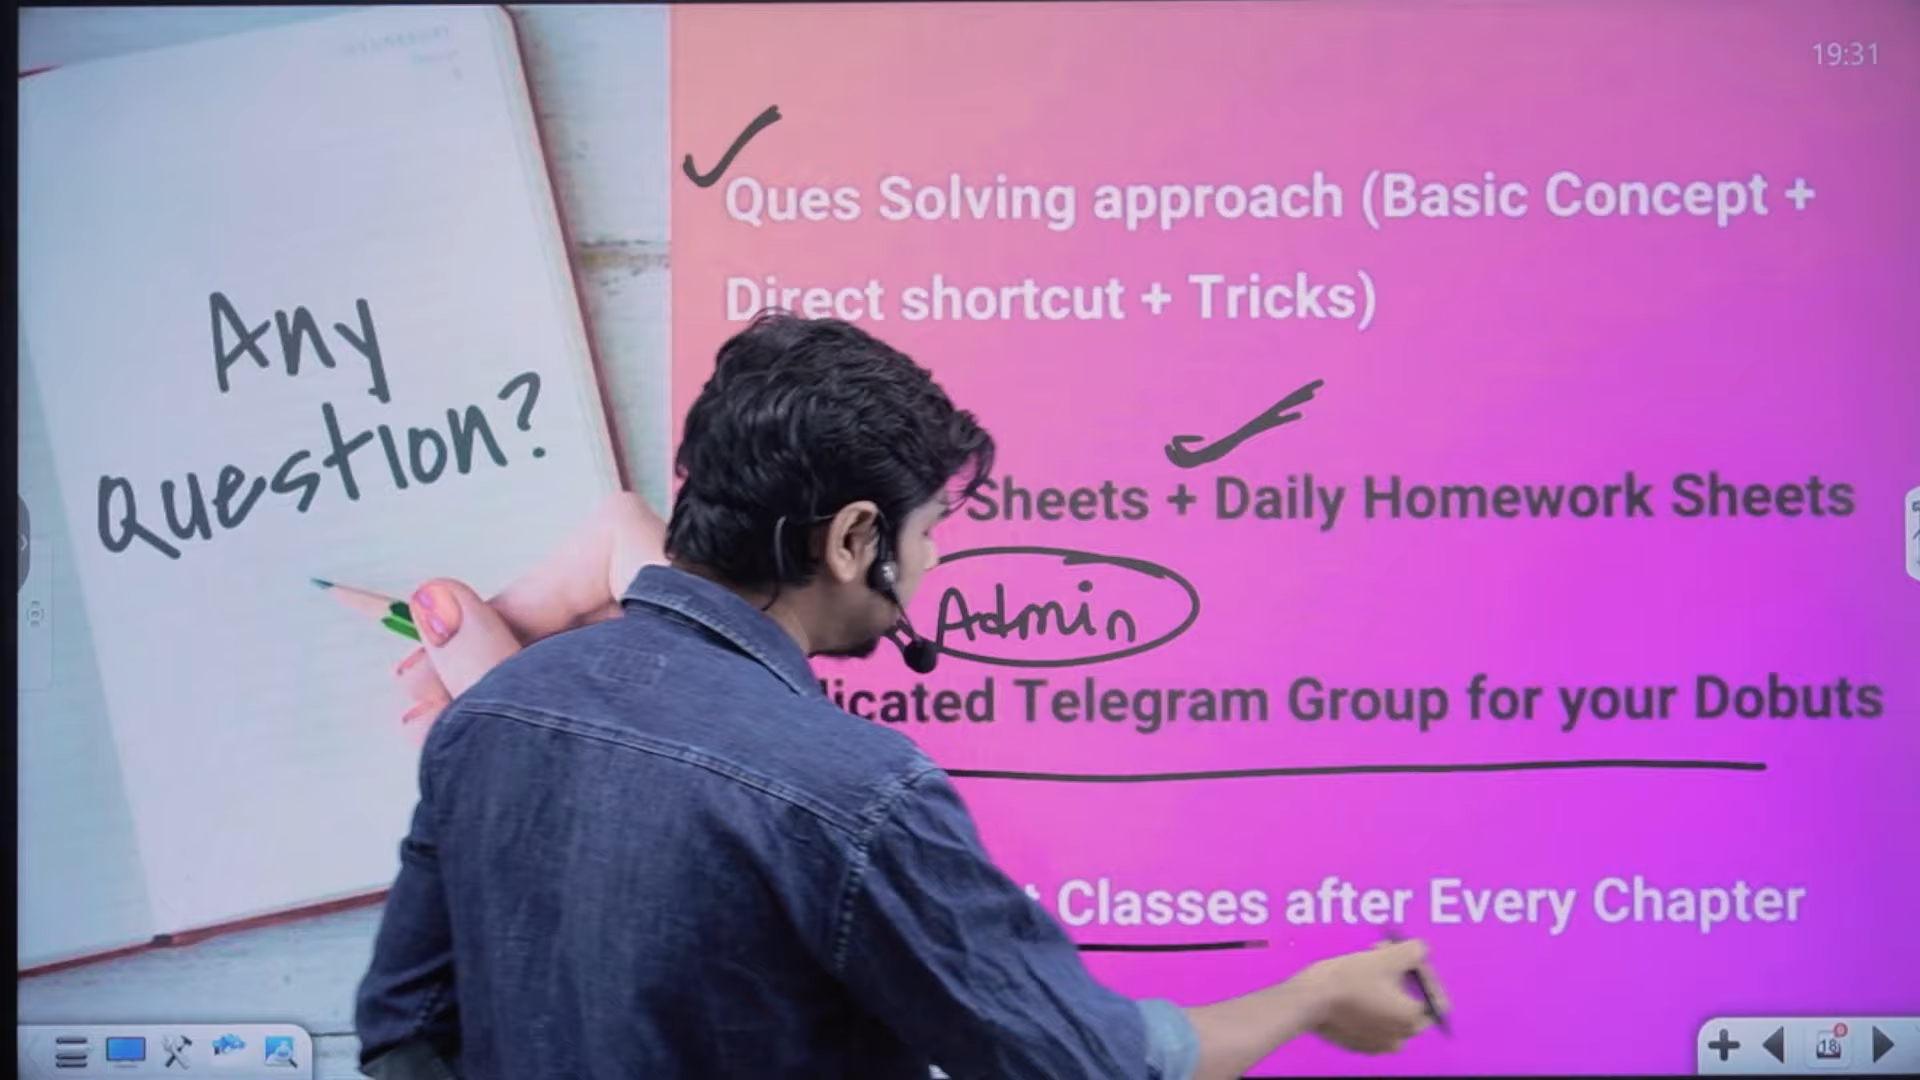 19:31
Any
Question?
Ques Solving approach (Basic Concept +
Direct shortcut + Tricks)
Sheets + Daily Homework Sheets
Admin
Telegram Group for your Dobuts
Classes after Every Chapter
18